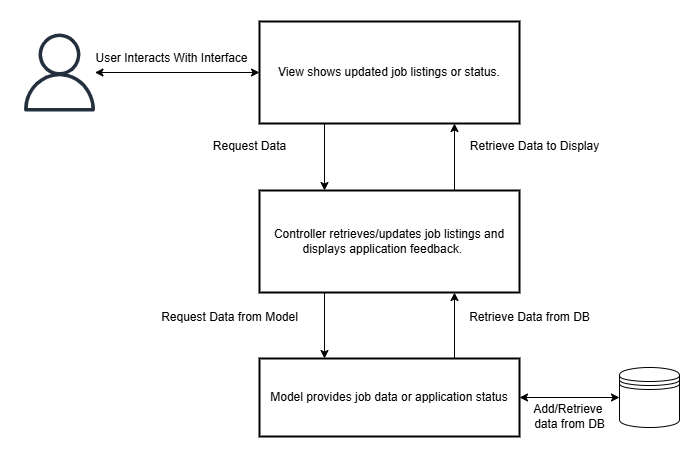 User Interacts With Interface
View shows updated job listings or status.
Request Data
Retrieve Data to Display
Controller retrieves/updates job listings and
displays application feedback.
Request Data from Model
Retrieve Data from DB
Model provides job data or application status
Add/Retrieve
data from DB